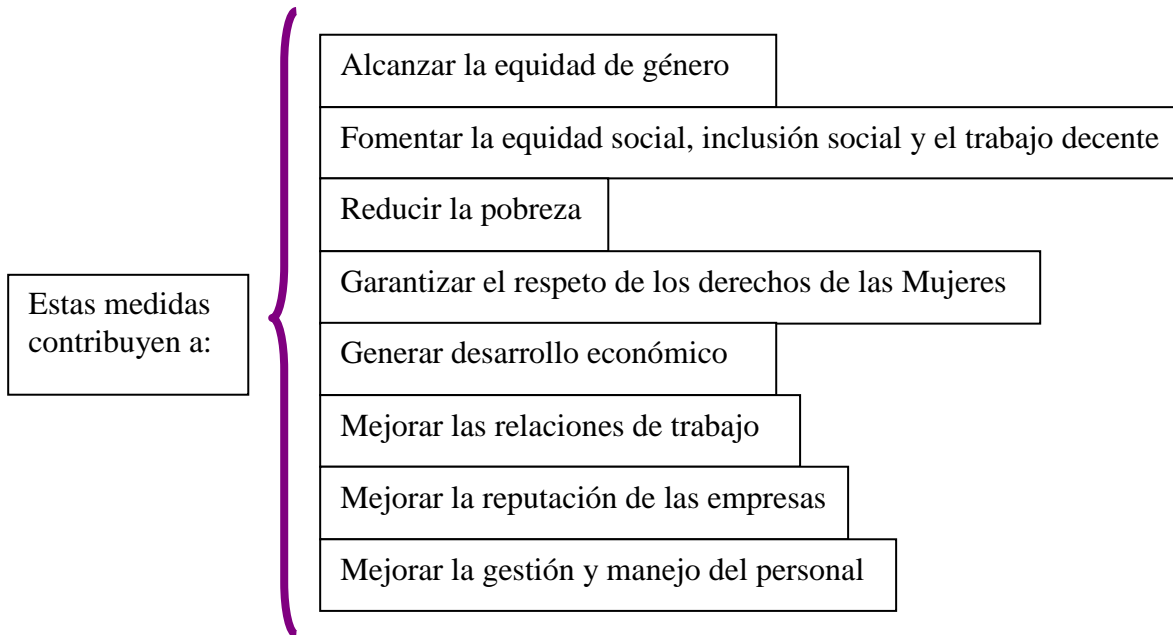 Alcanzar la equidad de género
Fomentar la equidad social, inclusión social y el trabajo decente
Reducir la pobreza
Garantizar el respeto de los derechos de las Mujeres
Estas medidas
contribuyen a:
Generar desarrollo económico
Mejorar las relaciones de trabajo
Mejorar la reputación de las empresas
Mejorar la gestión y manejo del personal